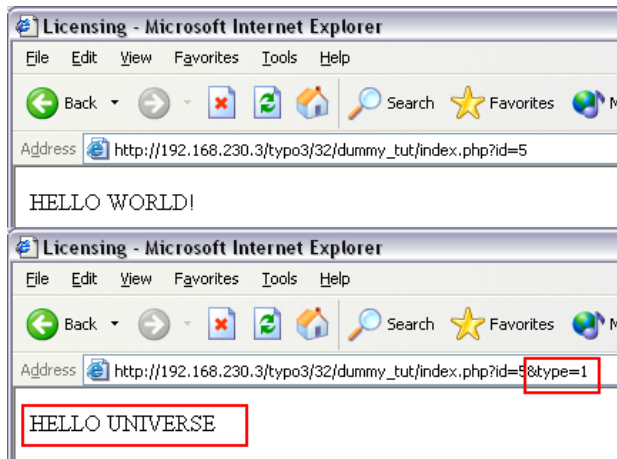 Licensing - Microsoft Internet Explorer
File Edit View Favorites Tools Help
Back Search Favorites
Address http://192.168.230.3/typo3/32/dummy_tut/index.php?id=5
HELLO WORLD!
Licensing - Microsoft Internet Explorer
File Edit View Favorites Tools Help
Back Search Favorites
Address http://192.168.230.3/typo3/32/dummy_tut/index.php?id=5&type=1
HELLO UNIVERSE